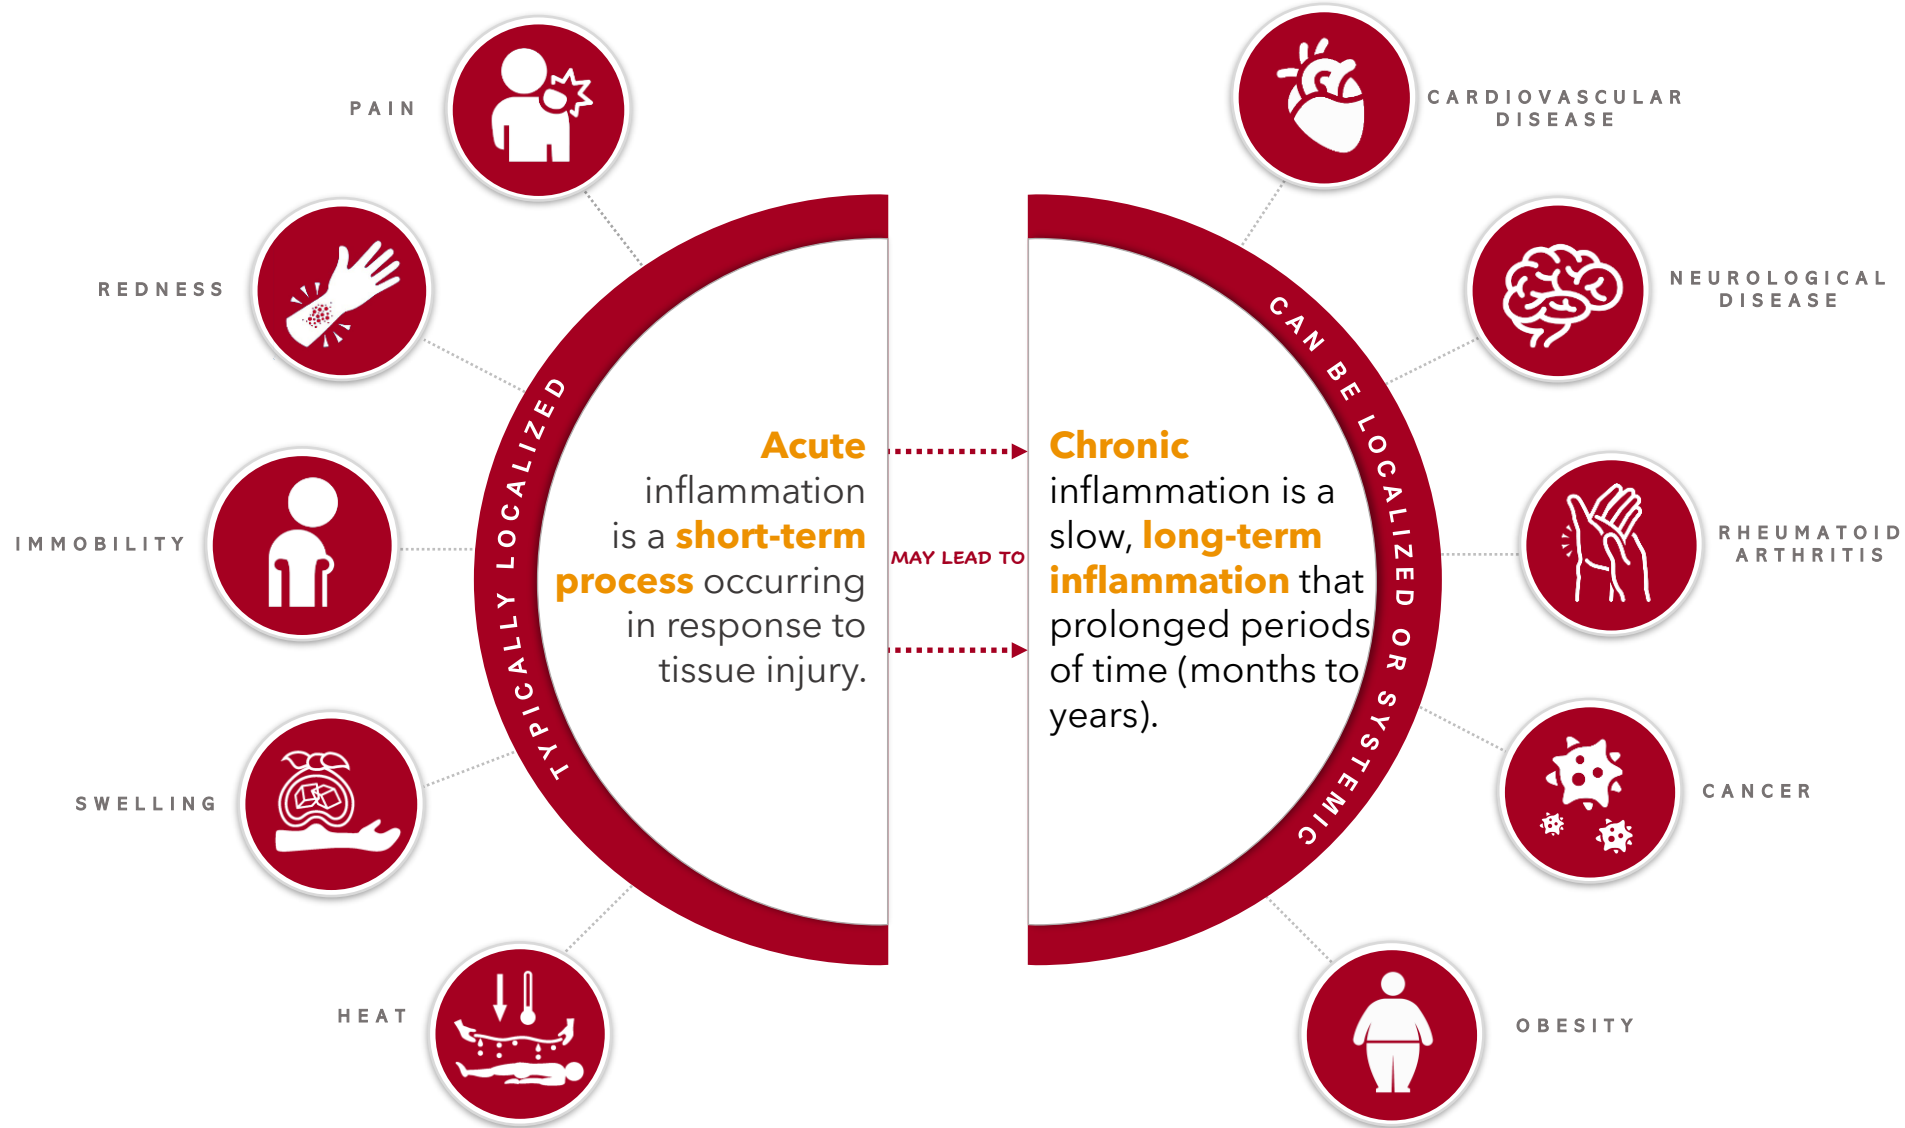 PAIN
REDNESS
IMMOBILITY
SWELLING
HEAT
TYPICALLY LOCALIZED
Acute
inflammation
is a short-term
process occurring
in response to
tissue injury.
MAY LEAD TO
Chronic
inflammation is a
slow, long-term
inflammation that
prolonged periods
of time (months to
years).
CAN BE LOCALIZED OR SYSTEMIC
CARDIOVASCULAR
DISEASE
NEUROLOGICAL
DISEASE
RHEUMATOID
ARTHRITIS
CANCER
OBESITY